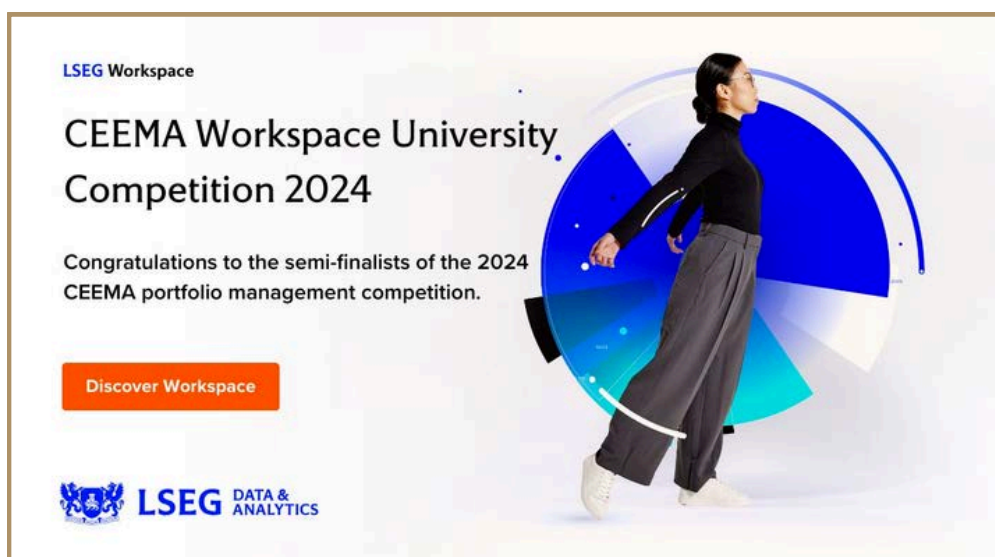 LSEG Workspace
CEEMA Workspace University
Competition 2024
Congratulations to the semi-finalists of the 2024
CEEMA portfolio management competition.
Discover Workspace
LSEG DATA &
ANALYTICS